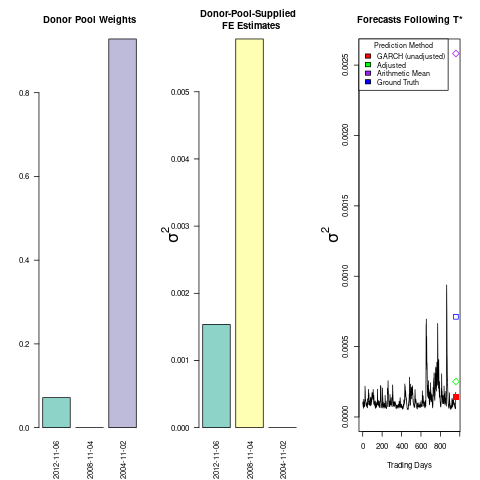 Donor Pool Weights
0.0
0.2
0.4
0.6
0.8
2012-11-06
2008-11-04
2004-11-02
Donor-Pool-Supplied
FE Estimates
σ2
0.000
0.001
0.002
0.003
0.004
0.005
2012-11-06
2008-11-04
2004-11-02
Forecasts Following T*
σ2
0.0000
0.0005
0.0010
0.0015
0.0020
0.0025
Prediction Method
GARCH (unadjusted)
Adjusted
Arithmetic Mean
Ground Truth
0 200 400 600 800
Trading Days